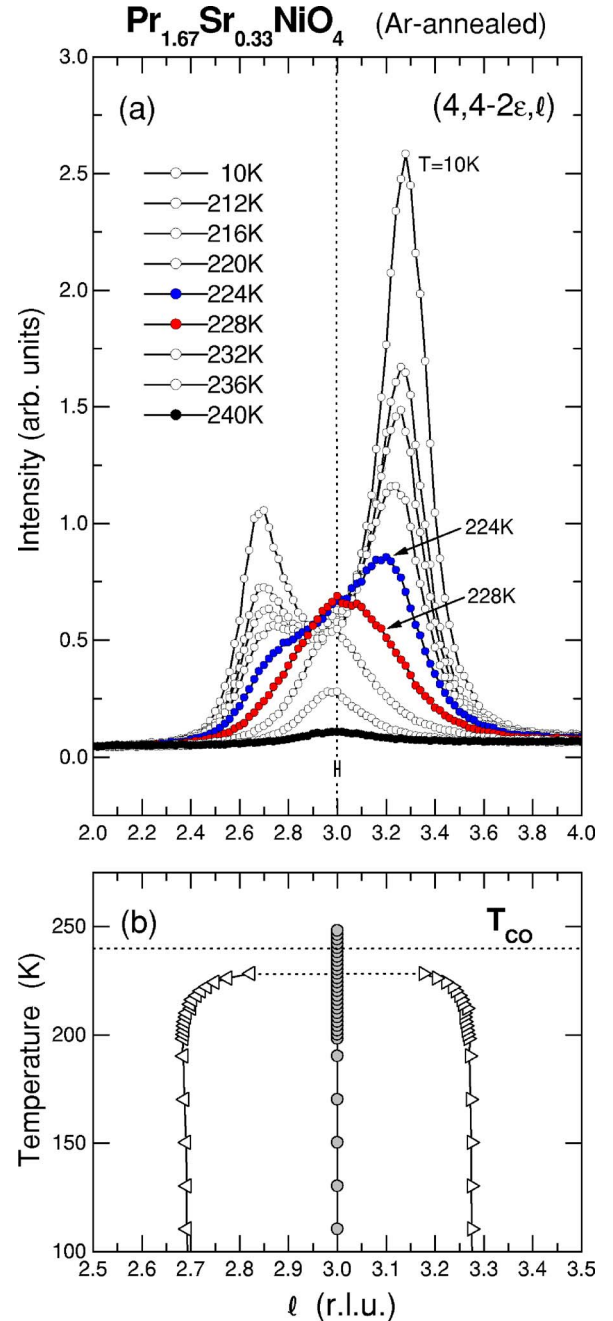 Pr1.67Sr0.33NiO4 (Ar-annealed)
(a)
(4,4-2ε,ℓ)
3.0
2.5
2.0
1.5
1.0
0.5
0.0
Intensity (arb. units)
10K
212K
216K
220K
224K
228K
232K
236K
240K
T=10K
224K
228K
2.0 2.2 2.4 2.6 2.8 3.0 3.2 3.4 3.6 3.8 4.0
(b)
TCO
250
200
150
100
Temperature (K)
2.5 2.6 2.7 2.8 2.9 3.0 3.1 3.2 3.3 3.4 3.5
ℓ (r.l.u.)